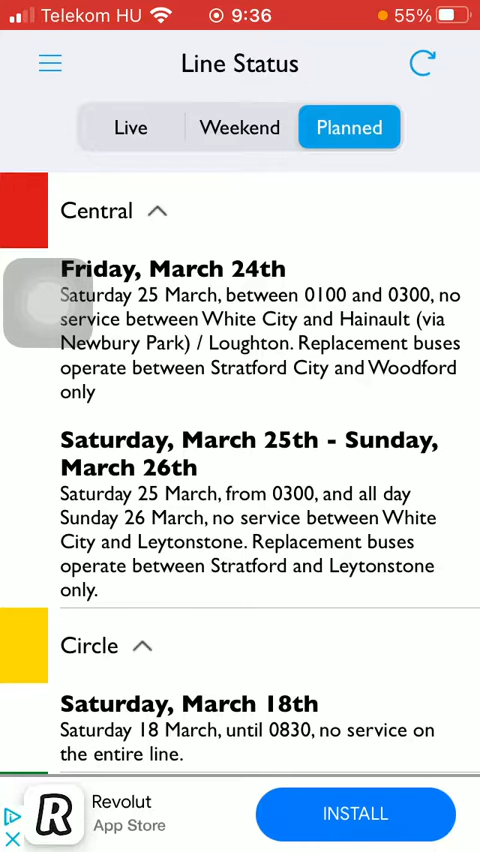 Telekom HU 9:36 55%
Line Status
Live Weekend Planned
Central
Friday, March 24th
Saturday 25 March, between 0100 and 0300, no
service between White City and Hainault (via
Newbury Park) / Loughton. Replacement buses
operate between Stratford City and Woodford
only
Saturday, March 25th - Sunday,
March 26th
Saturday 25 March, from 0300, and all day
Sunday 26 March, no service between White
City and Leytonstone. Replacement buses
operate between Stratford and Leytonstone
only.
Circle
Saturday, March 18th
Saturday 18 March, until 0830, no service on
the entire line.
R
Revolut
App Store
INSTALL